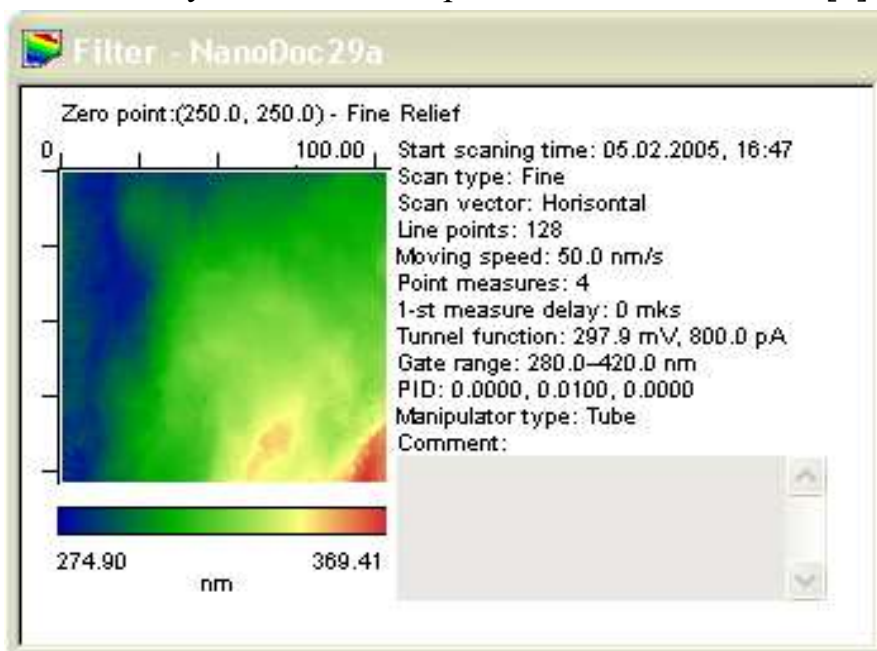 Filter - NanoDoc29a
Zero point:(250.0, 250.0) - Fine Relief
0 100.00
Start scaning time: 05.02.2005, 16:47
Scan type: Fine
Scan vector: Horisontal
Line points: 128
Moving speed: 50.0 nm/s
Point measures: 4
1-st measure delay: 0 mks
Tunnel function: 297.9 mV, 800.0 pA
Gate range: 280.0–420.0 nm
PID: 0.0000, 0.0100, 0.0000
Manipulator type: Tube
Comment:
274.90 369.41
nm